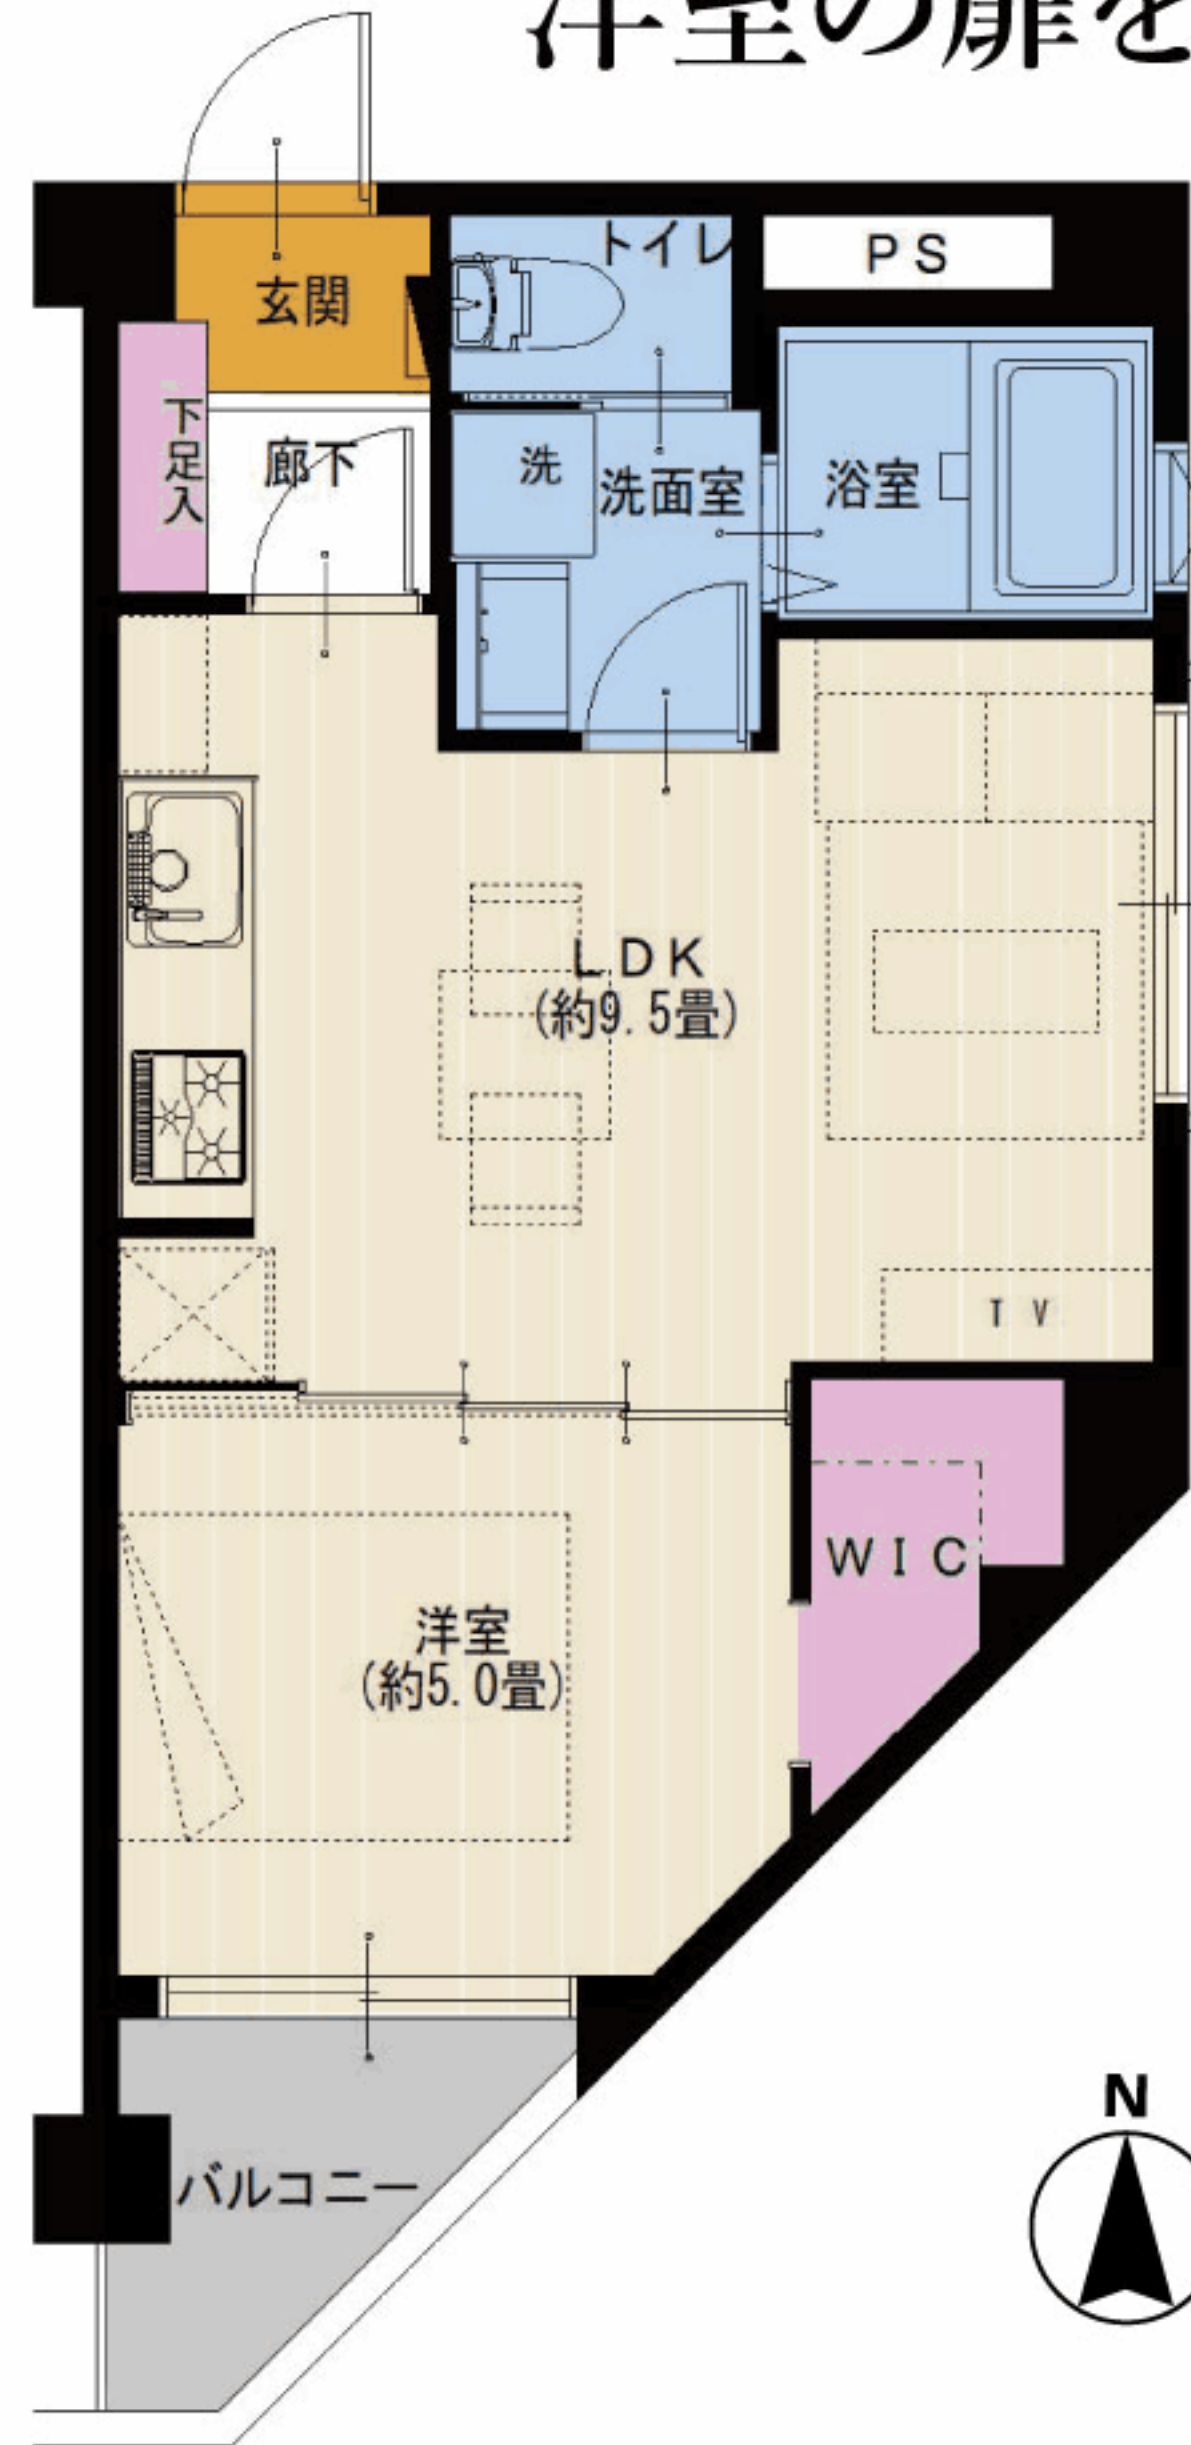 洋室の扉を
トイレ
PS
玄関
下足入
廊下
洗
洗面室
浴室
LDK
(約9.5畳)
TV
WIC
洋室
(約5.0畳)
N
バルコニー